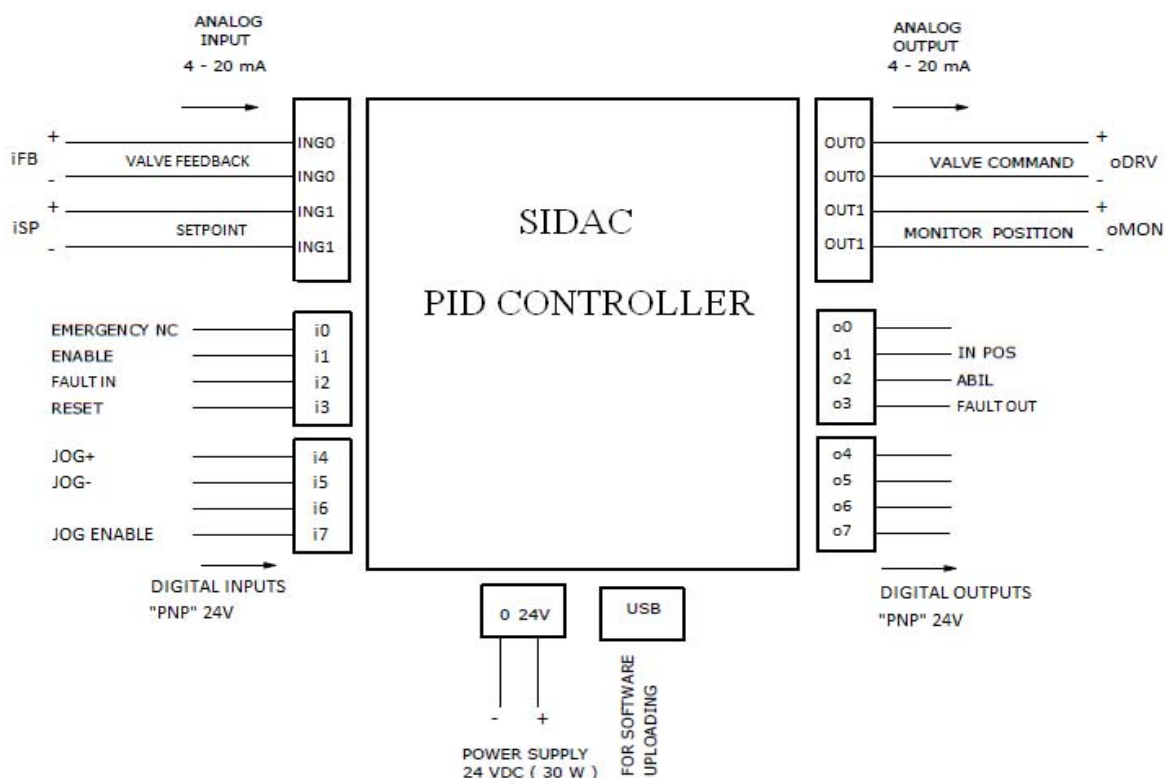 ANALOG
INPUT
4 - 20 mA
ANALOG
OUTPUT
4 - 20 mA
iFB
+
VALVE FEEDBACK
-
ING0
ING0
iSP
+
SETPOINT
-
ING1
ING1
SIDAC
PID CONTROLLER
OUT0
OUT0
+
VALVE COMMAND
-
oDRV
OUT1
OUT1
+
MONITOR POSITION
-
oMON
EMERGENCY NC
i0
ENABLE
i1
FAULT IN
i2
RESET
i3
JOG+
i4
JOG-
i5
i6
JOG ENABLE
i7
DIGITAL INPUTS
"PNP" 24V
o0
o1
IN POS
o2
ABIL
o3
FAULT OUT
o4
o5
o6
o7
DIGITAL OUTPUTS
"PNP" 24V
0 24V
- +
POWER SUPPLY
24 VDC ( 30 W )
USB
FOR SOFTWARE
UPLOADING